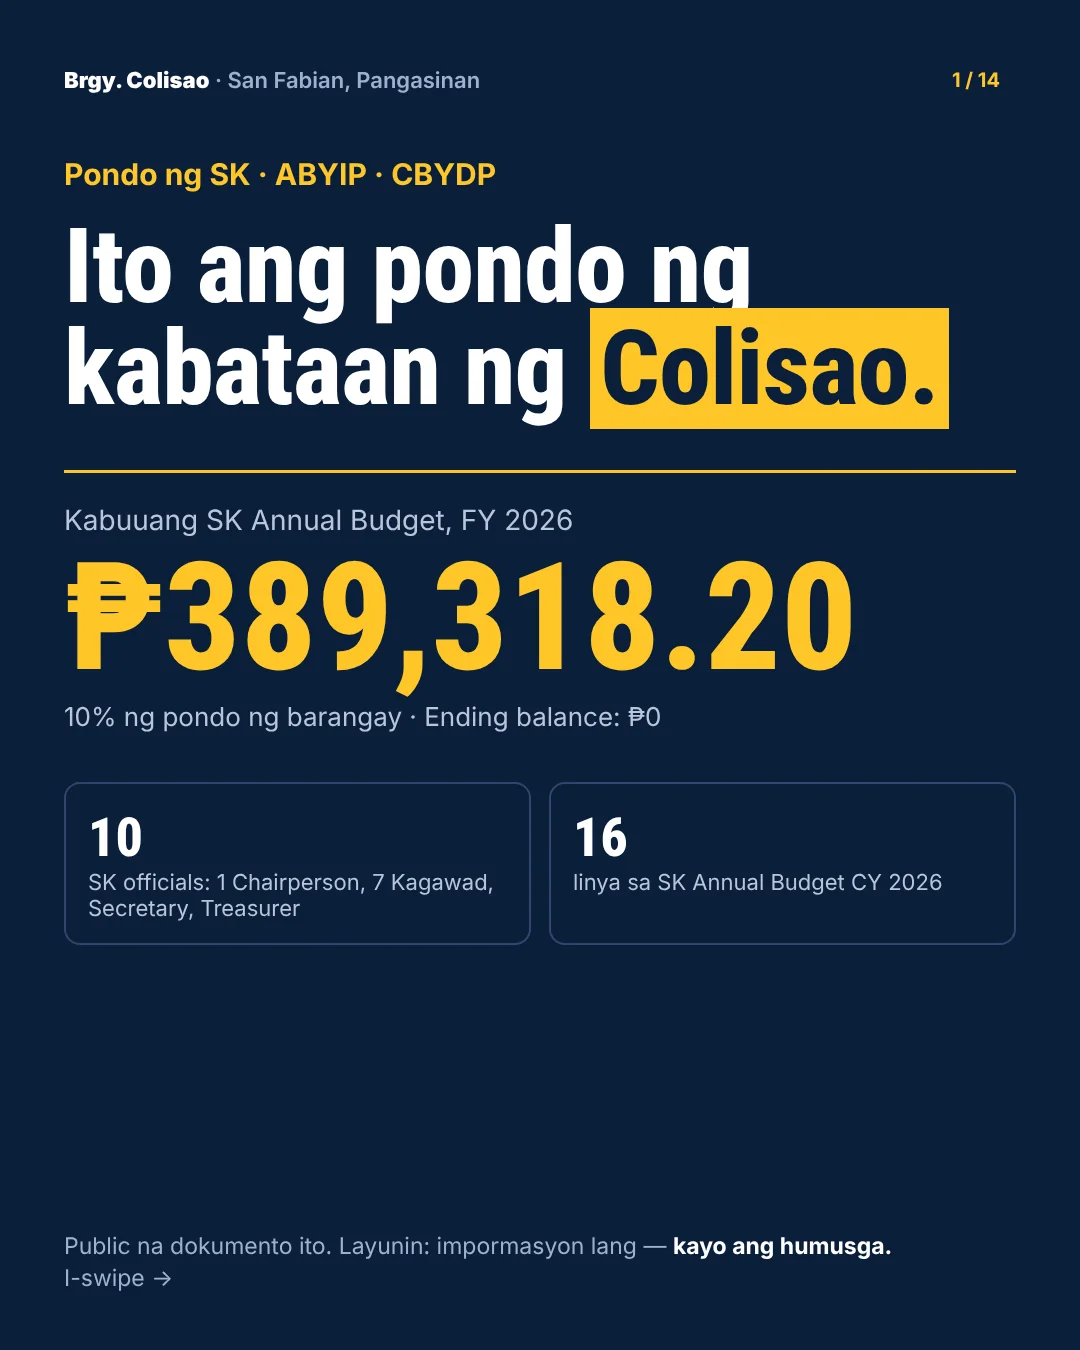 Brgy. Colisao · San Fabian, Pangasinan
1 / 14
Pondo ng SK · ABYIP · CBYDP
Ito ang pondo ng
kabataan ng Colisao.
Kabuuang SK Annual Budget, FY 2026
₱389,318.20
10% ng pondo ng barangay · Ending balance: ₱0
10
SK officials: 1 Chairperson, 7 Kagawad,
Secretary, Treasurer
16
linya sa SK Annual Budget CY 2026
Public na dokumento ito. Layunin: impormasyon lang — kayo ang humusga.
I-swipe →